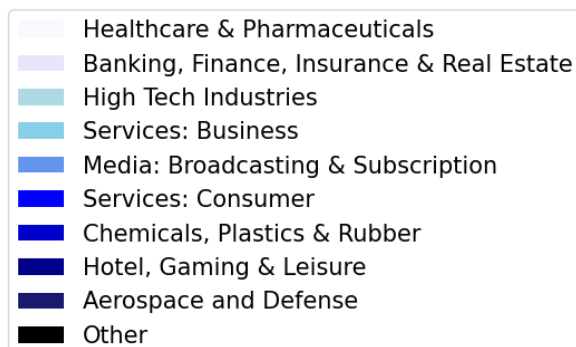 Healthcare & Pharmaceuticals
Banking, Finance, Insurance & Real Estate
High Tech Industries
Services: Business
Media: Broadcasting & Subscription
Services: Consumer
Chemicals, Plastics & Rubber
Hotel, Gaming & Leisure
Aerospace and Defense
Other